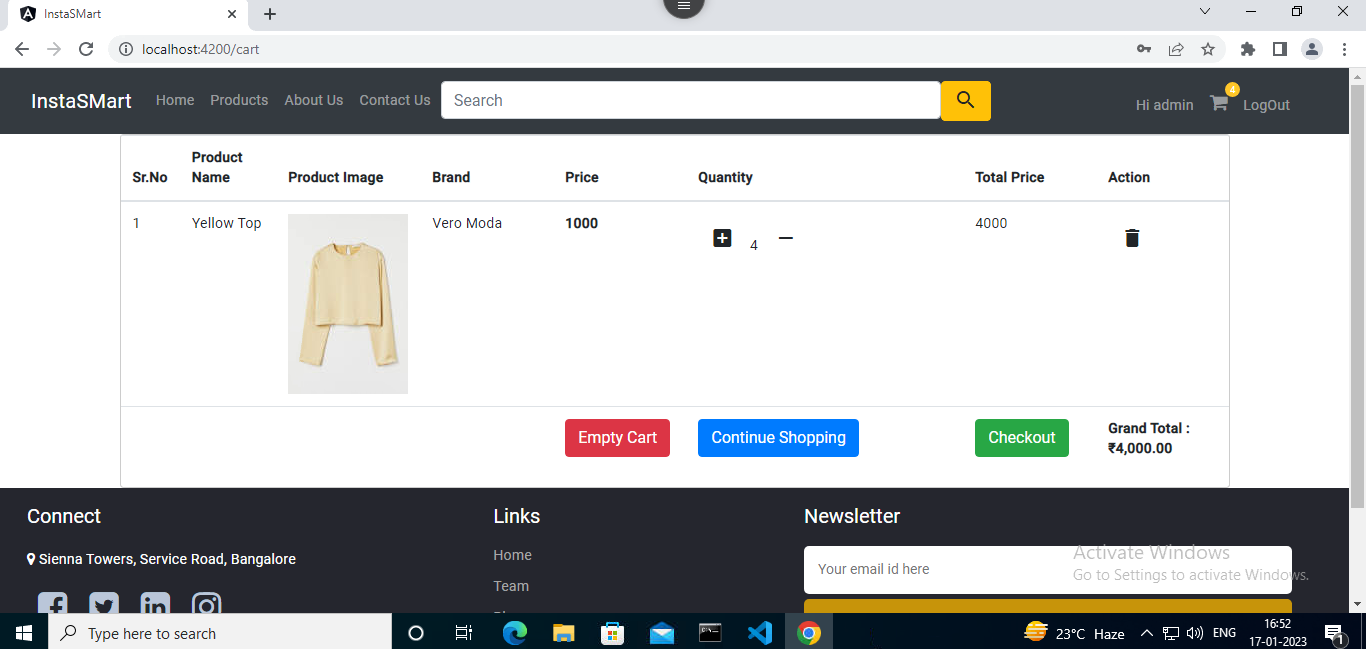 InstaSMart
localhost:4200/cart
InstaSMart Home Products About Us Contact Us Search Hi admin 4 LogOut
Sr.No Product Name Product Image Brand Price Quantity Total Price Action
1 Yellow Top Vero Moda 1000 4 4000
Empty Cart Continue Shopping Checkout Grand Total :
₹4,000.00
Connect Links Newsletter
Sienna Towers, Service Road, Bangalore Home Your email id here
Team
Activate Windows
Go to Settings to activate Windows.
Type here to search 23°C Haze ENG 16:52
17-01-2023 1